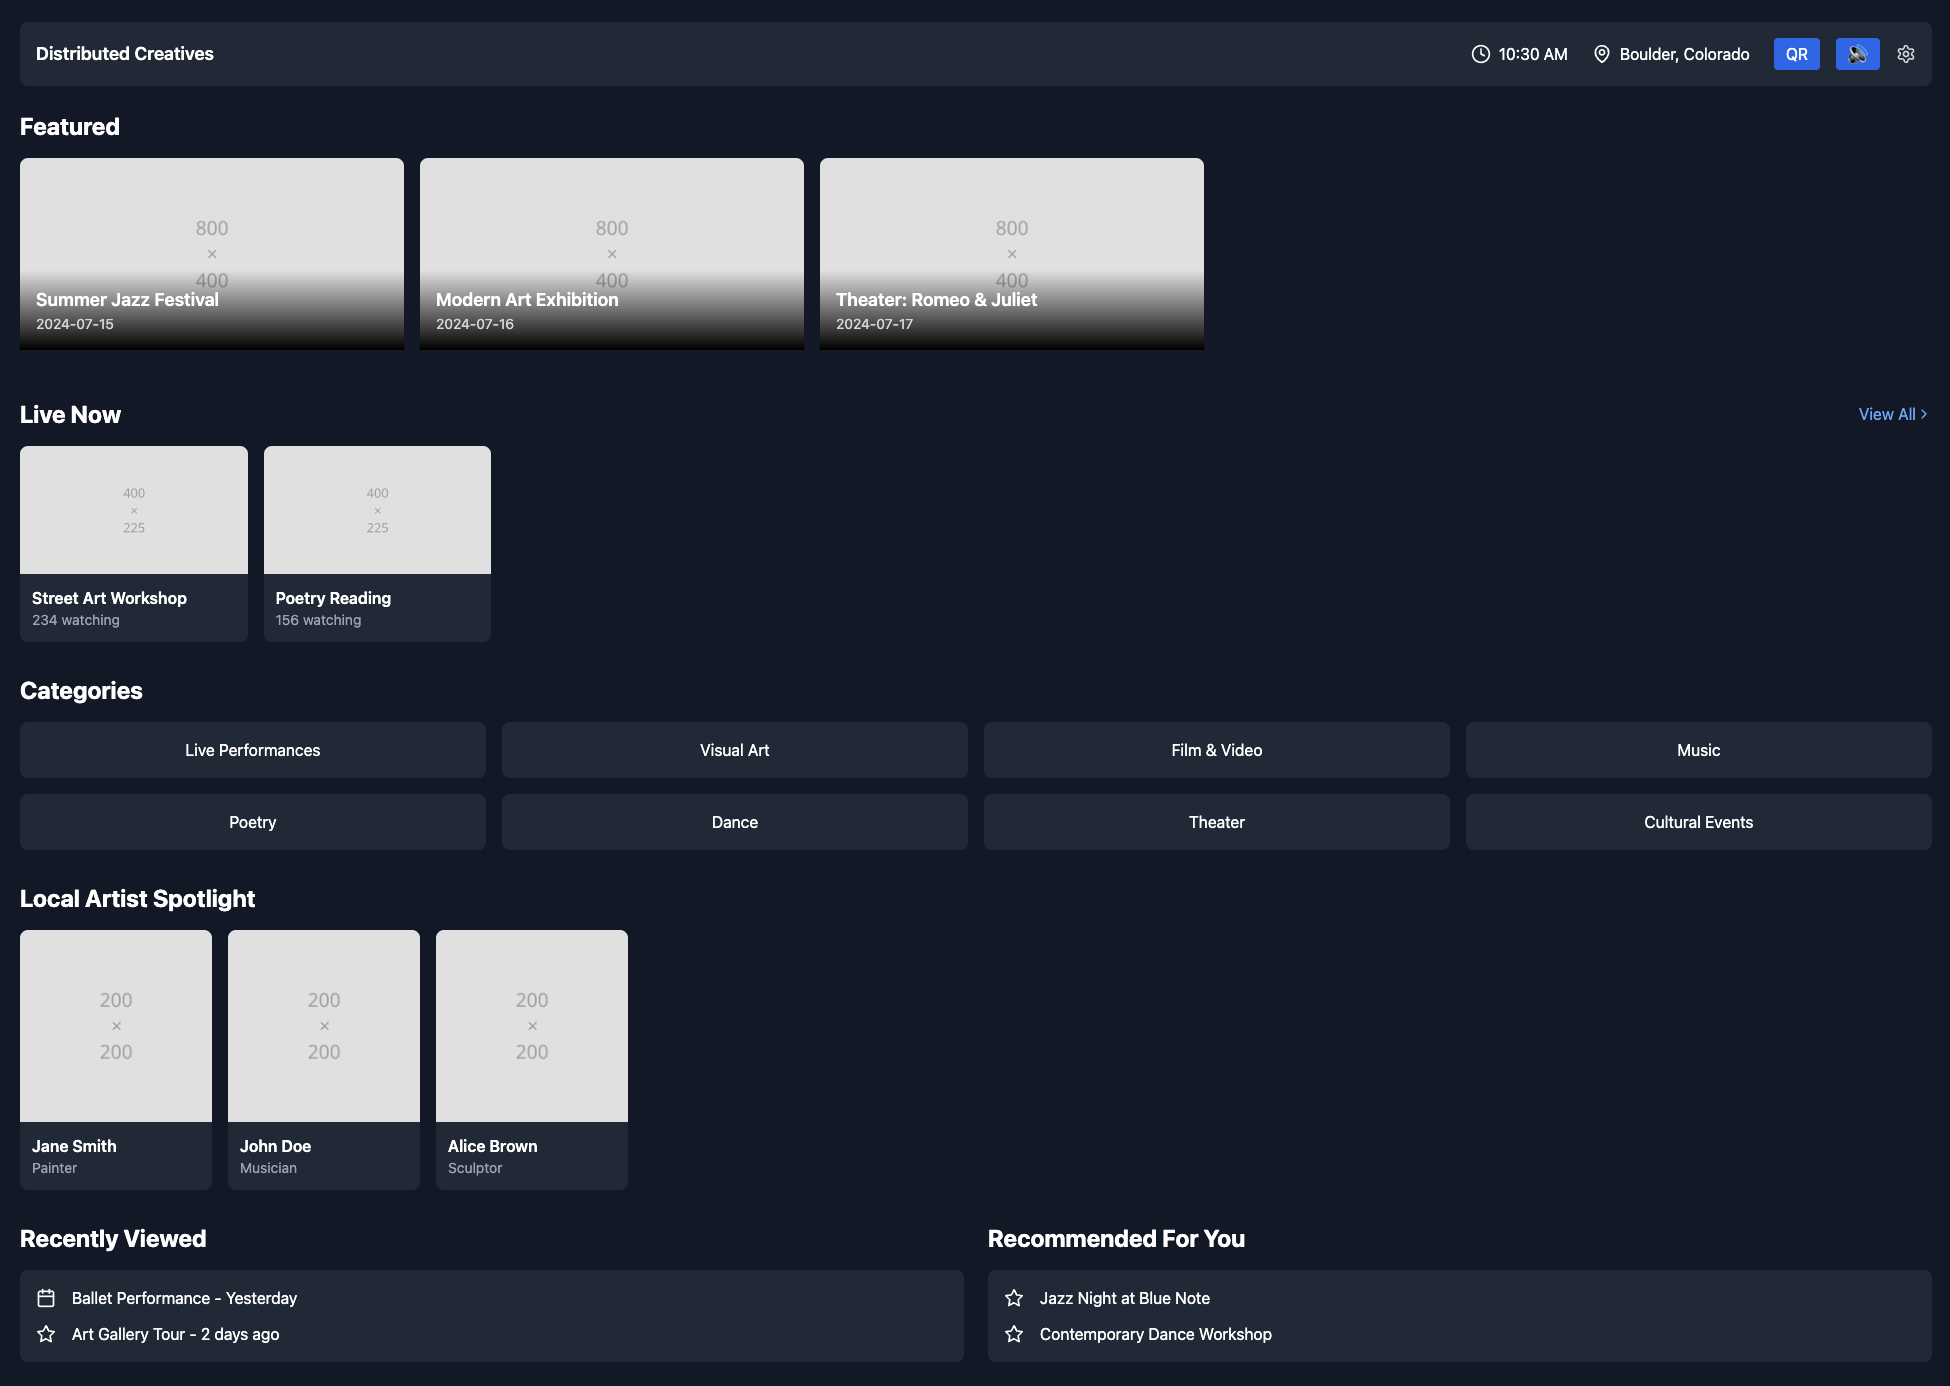 Distributed Creatives
10:30 AM
Boulder, Colorado
QR
Featured
800
×
400
Summer Jazz Festival
2024-07-15
800
×
400
Modern Art Exhibition
2024-07-16
800
×
400
Theater: Romeo & Juliet
2024-07-17
Live Now
View All
400
×
225
Street Art Workshop
234 watching
400
×
225
Poetry Reading
156 watching
Categories
Live Performances
Visual Art
Film & Video
Music
Poetry
Dance
Theater
Cultural Events
Local Artist Spotlight
200
×
200
Jane Smith
Painter
200
×
200
John Doe
Musician
200
×
200
Alice Brown
Sculptor
Recently Viewed
Ballet Performance - Yesterday
Art Gallery Tour - 2 days ago
Recommended For You
Jazz Night at Blue Note
Contemporary Dance Workshop